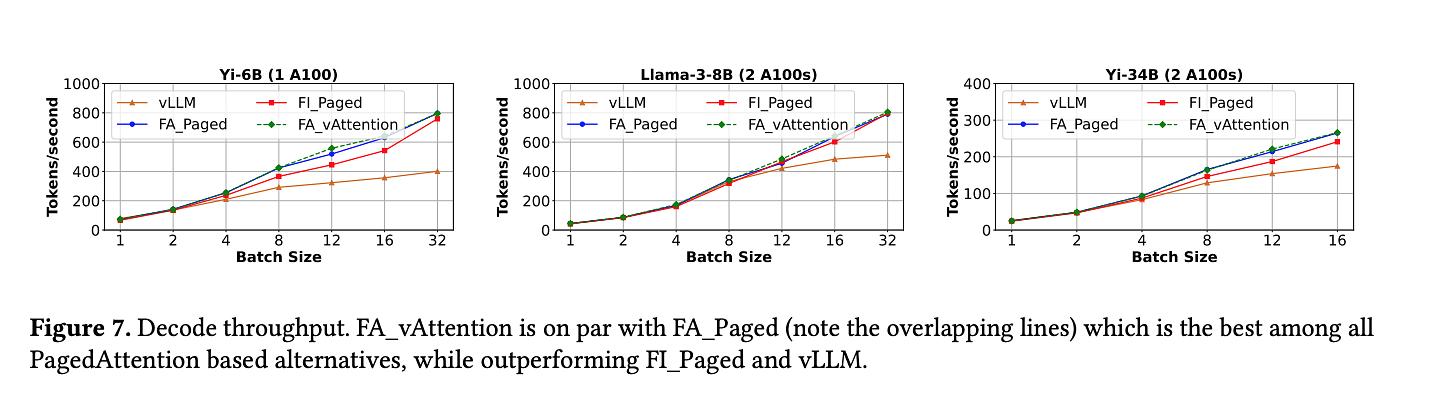 Yi-6B (1 A100)
1000
800
600
400
200
0
Tokens/second
vLLM
FA_Paged
FI_Paged
FA_vAttention
1 2 4 8 12 16 32
Batch Size
Llama-3-8B (2 A100s)
1000
800
600
400
200
0
Tokens/second
vLLM
FA_Paged
FI_Paged
FA_vAttention
1 2 4 8 12 16 32
Batch Size
Yi-34B (2 A100s)
400
300
200
100
0
Tokens/second
vLLM
FA_Paged
FI_Paged
FA_vAttention
1 2 4 8 12 16
Batch Size
Figure 7. Decode throughput. FA_vAttention is on par with FA_Paged (note the overlapping lines) which is the best among all
PagedAttention based alternatives, while outperforming FI_Paged and vLLM.